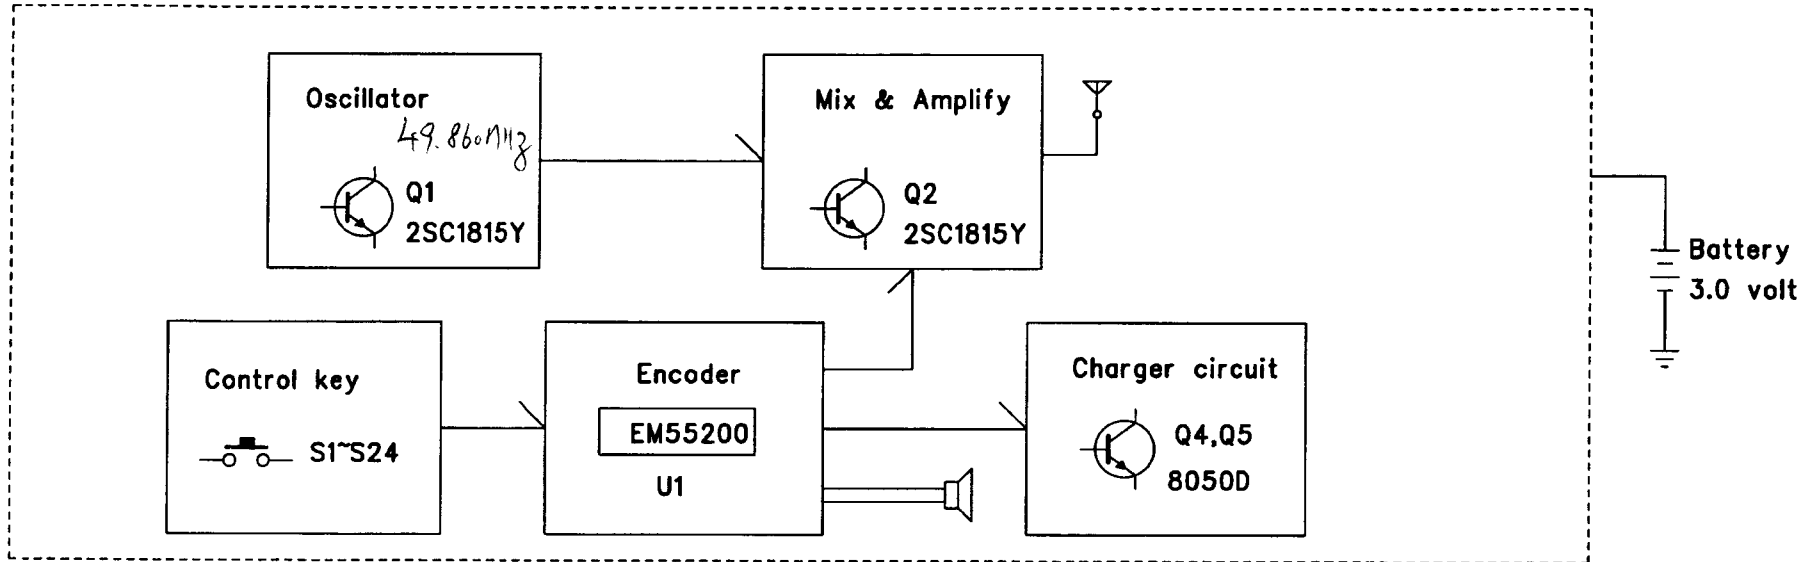 Oscillator
49.860MHz
Q1
2SC1815Y
Mix & Amplify
Q2
2SC1815Y
Battery
3.0 volt
Control key
S1~S24
Encoder
EM55200
U1
Charger circuit
Q4,Q5
8050D